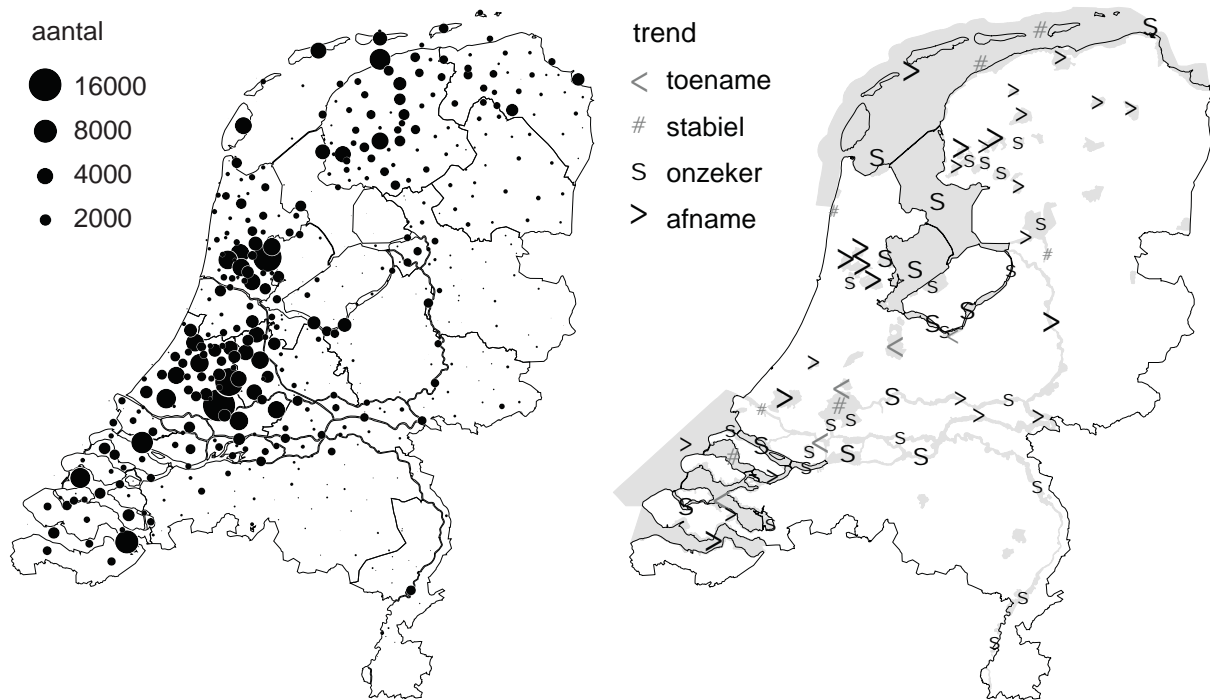 aantal
16000
8000
4000
2000
trend
< toename
# stabiel
S onzeker
> afname